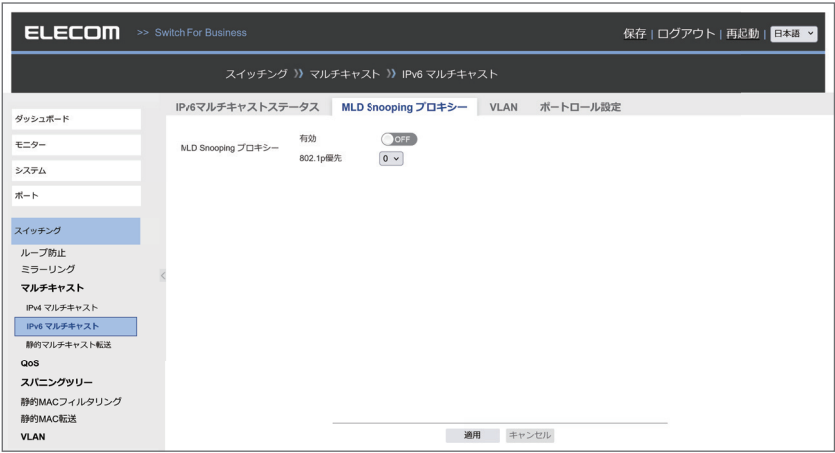 ELECOM >> Switch For Business 保存 | ログアウト | 再起動 | 日本語
スイッチング 》 マルチキャスト 》 IPv6 マルチキャスト
IPv6マルチキャストステータス MLD Snooping プロキシー VLAN ポートロール設定
ダッシュボード
モニター
システム
ポート
スイッチング
ループ防止
ミラーリング
マルチキャスト
IPv4 マルチキャスト
IPv6 マルチキャスト
静的マルチキャスト転送
QoS
スパニングツリー
静的MACフィルタリング
静的MAC転送
VLAN
MLD Snooping プロキシー
有効 OFF
802.1p優先 0
適用 キャンセル